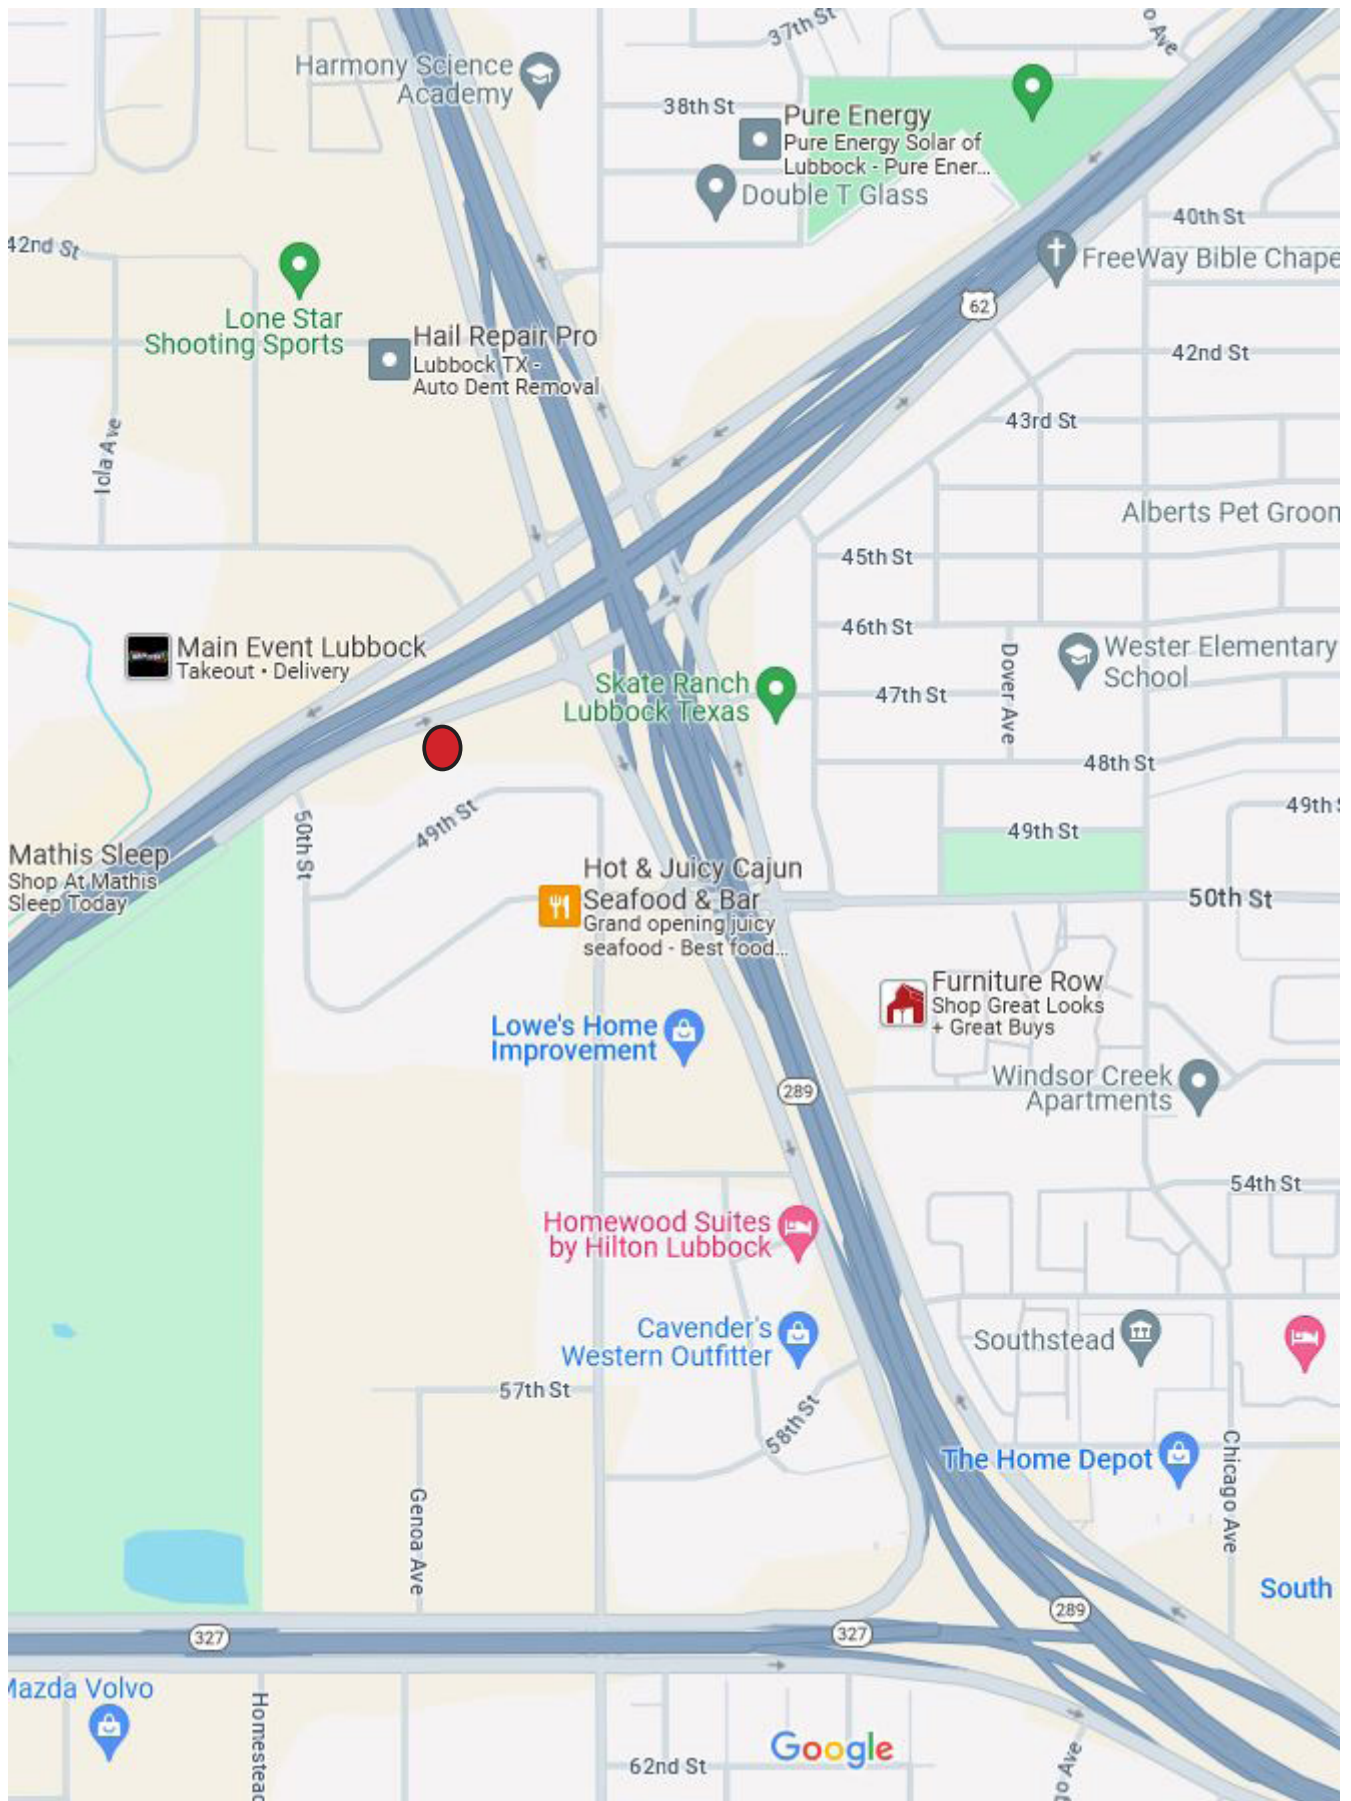 37th St
o Ave
Harmony Science
Academy
38th St
Pure Energy
Pure Energy Solar of
Lubbock - Pure Ener...
Double T Glass
40th St
42nd St
FreeWay Bible Chape
62
Lone Star
Shooting Sports
Hail Repair Pro
Lubbock TX -
Auto Dent Removal
42nd St
43rd St
Iola Ave
Alberts Pet Groon
45th St
46th St
Main Event Lubbock
Takeout • Delivery
Dover Ave
Wester Elementary
School
Skate Ranch
Lubbock Texas
47th St
48th St
49th St
50th St
49th St
49th S
Mathis Sleep
Shop At Mathis
Sleep Today
Hot & Juicy Cajun
Seafood & Bar
Grand opening juicy
seafood - Best food...
50th St
Furniture Row
Shop Great Looks
+ Great Buys
Lowe's Home
Improvement
289
Windsor Creek
Apartments
54th St
Homewood Suites
by Hilton Lubbock
Cavender's
Western Outfitter
Southstead
57th St
58th St
The Home Depot
Chicago Ave
Genoa Ave
South
289
327
327
Mazda Volvo
Homestead
Google
62nd St
go Ave